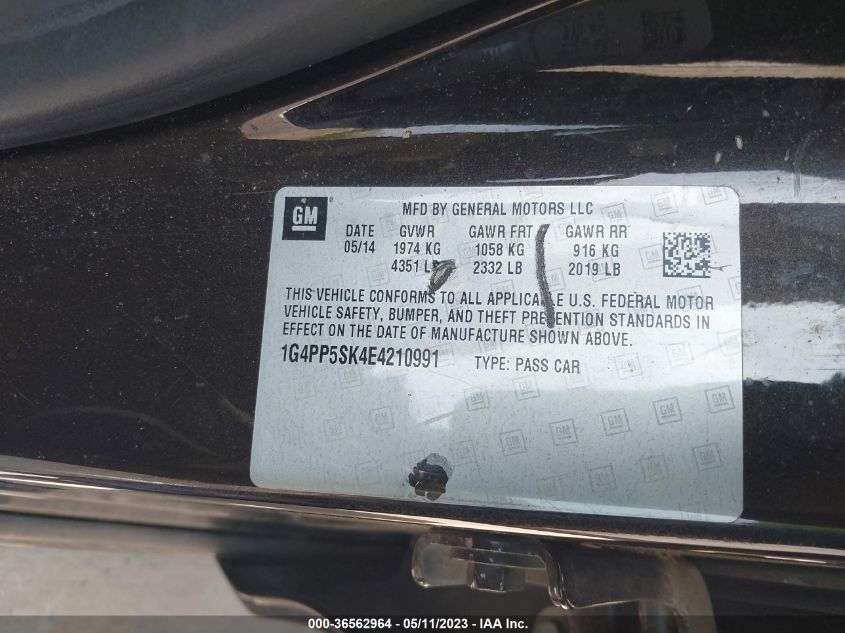 GM ®
MFD BY GENERAL MOTORS LLC
DATE GVWR GAWR FRT GAWR RR
05/14 1974 KG 1058 KG 916 KG
4351 LB 2332 LB 2019 LB
THIS VEHICLE CONFORMS TO ALL APPLICABLE U.S. FEDERAL MOTOR
VEHICLE SAFETY, BUMPER, AND THEFT PREVENTION STANDARDS IN
EFFECT ON THE DATE OF MANUFACTURE SHOWN ABOVE.
1G4PP5SK4E4210991 TYPE: PASS CAR
000-36562964 - 05/11/2023 - IAA Inc.